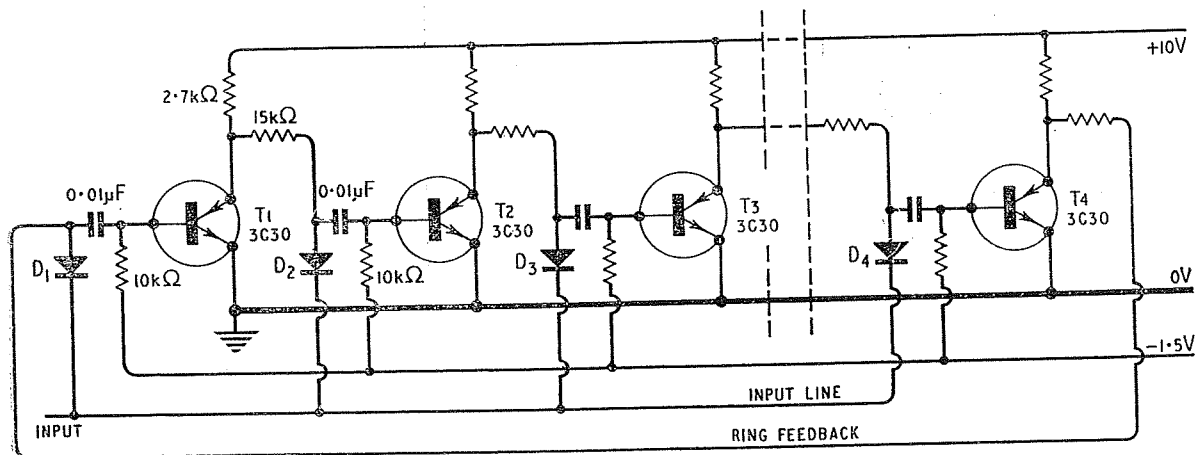 +10V
2·7kΩ
15kΩ
0·01μF
0·01μF
T1
3C30
T2
3C30
T3
3C30
T4
3C30
D1
10kΩ
D2
10kΩ
D3
D4
0V
-1·5V
INPUT LINE
INPUT
RING FEEDBACK